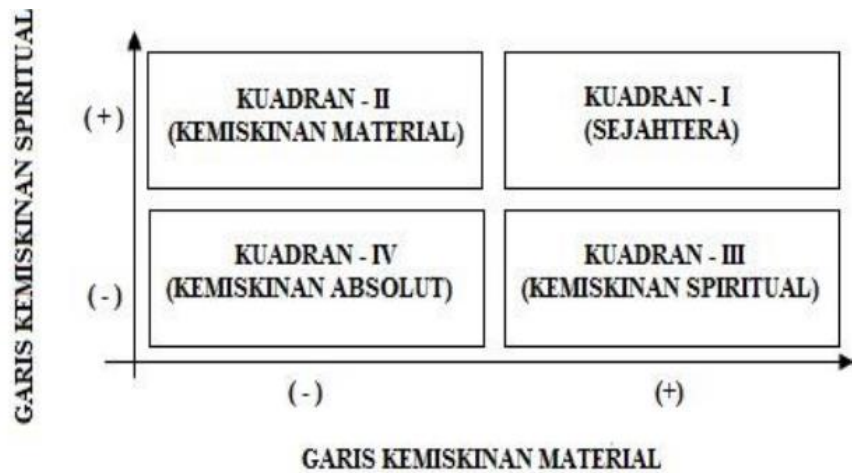 GARIS KEMISKINAN SPIRITUAL
(+)
KUADRAN - II
(KEMISKINAN MATERIAL)
KUADRAN - I
(SEJAHTERA)
(-)
KUADRAN - IV
(KEMISKINAN ABSOLUT)
KUADRAN - III
(KEMISKINAN SPIRITUAL)
(-)
(+)
GARIS KEMISKINAN MATERIAL